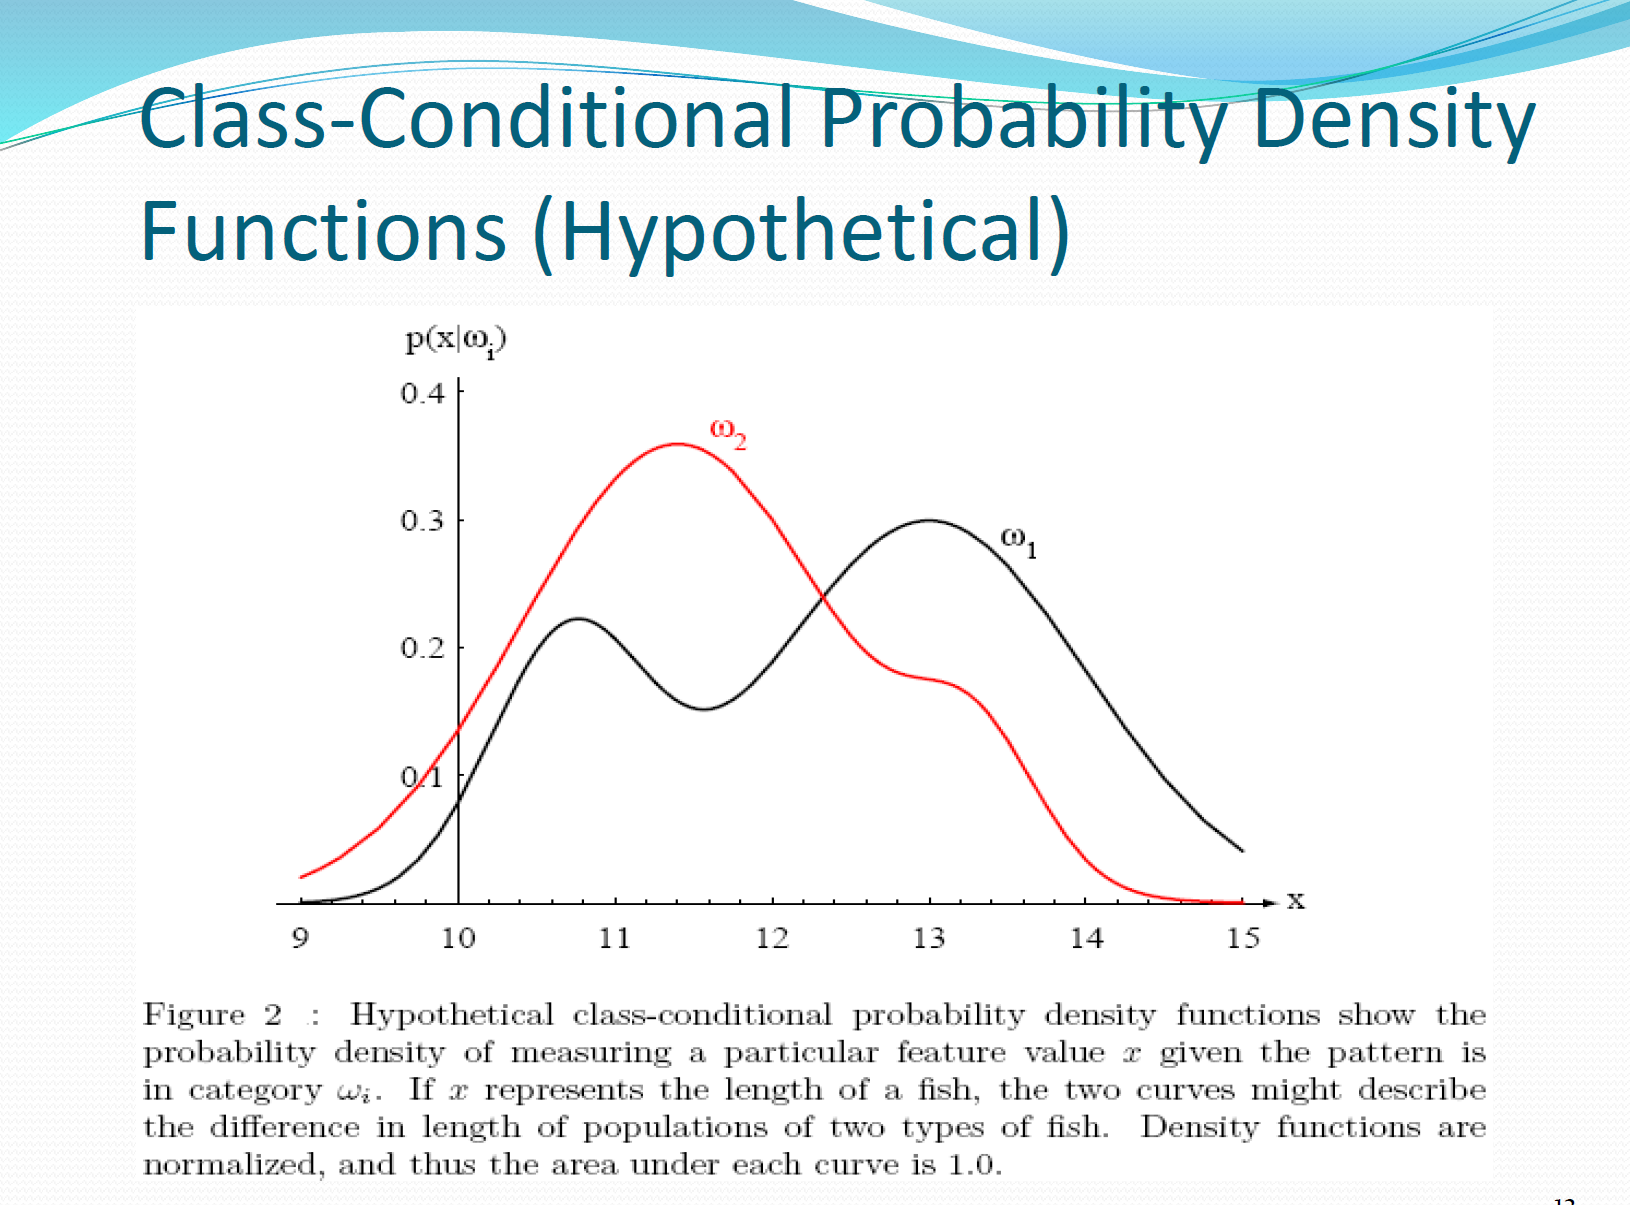 Class-Conditional Probability Density
Functions (Hypothetical)
p(x|ωi)
0.4
ω2
0.3
ω1
0.2
0.1
x
9 10 11 12 13 14 15
Figure 2 : Hypothetical class-conditional probability density functions show the
probability density of measuring a particular feature value x given the pattern is
in category ωi. If x represents the length of a fish, the two curves might describe
the difference in length of populations of two types of fish. Density functions are
normalized, and thus the area under each curve is 1.0.